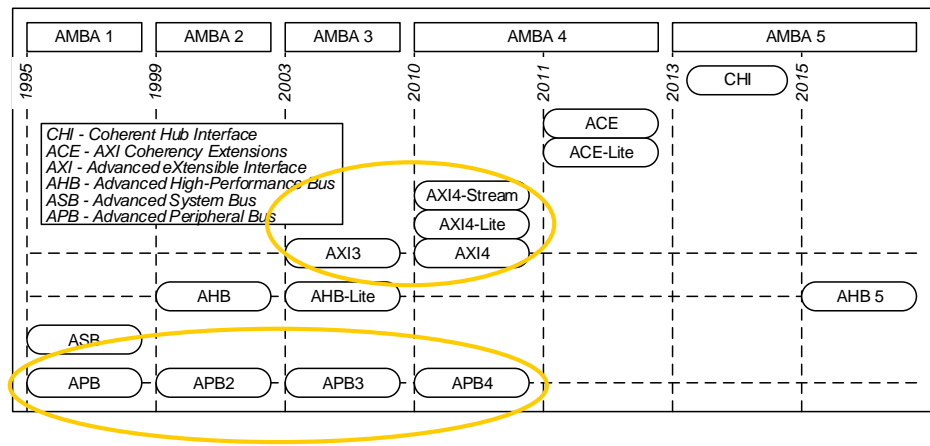 AMBA 1 AMBA 2 AMBA 3 AMBA 4 AMBA 5
1995 1999 2003 2010 2011 2013 2015
CHI
CHI - Coherent Hub Interface
ACE - AXI Coherency Extensions
AXI - Advanced eXtensible Interface
AHB - Advanced High-Performance Bus
ASB - Advanced System Bus
APB - Advanced Peripheral Bus
ACE
ACE-Lite
AXI4-Stream
AXI4-Lite
AXI3 AXI4
AHB AHB-Lite AHB 5
ASB
APB APB2 APB3 APB4